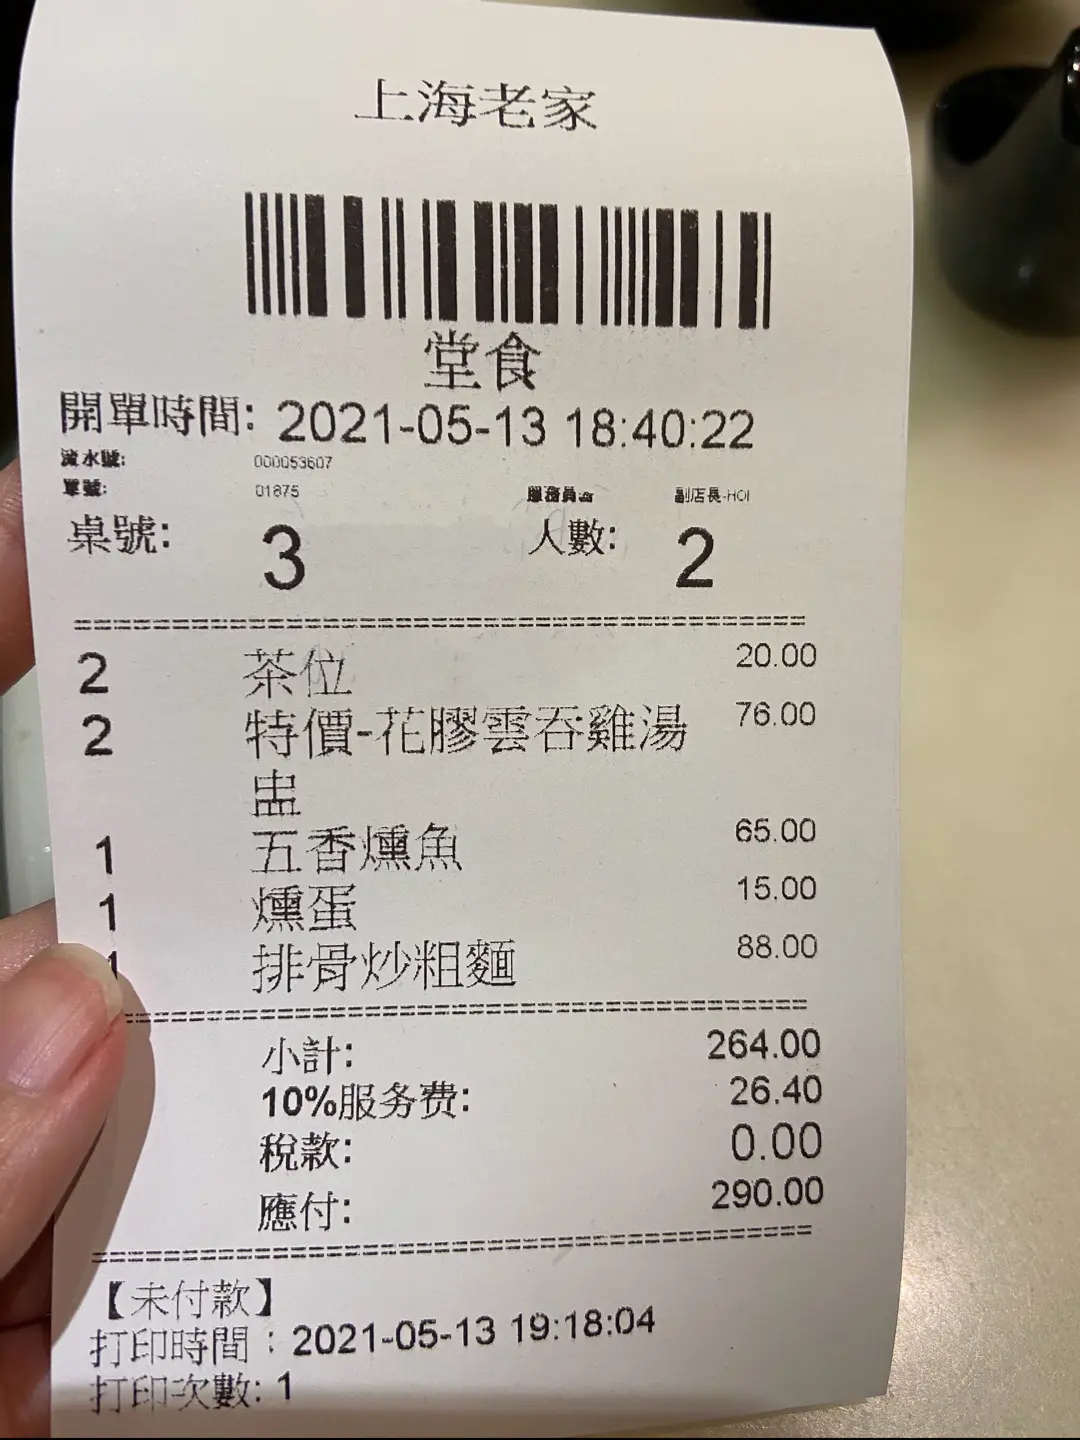 上海老家
堂食
開單時間: 2021-05-13 18:40:22
流水號: 000053607
單號: 01875 服務員 副店長-HOI
桌號: 3 人數: 2
2 茶位 20.00
2 特價-花膠雲吞雞湯 76.00
盅
1 五香燻魚 65.00
1 燻蛋 15.00
1 排骨炒粗麵 88.00
小計: 264.00
10%服务费: 26.40
稅款: 0.00
應付: 290.00
【未付款】
打印時間：2021-05-13 19:18:04
打印次數: 1